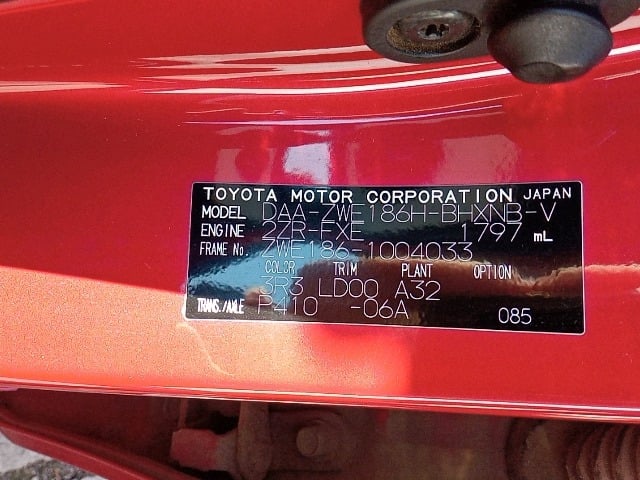 TOYOTA MOTOR CORPORATION JAPAN
MODEL DAA-ZWE186H-BHXNB-V
ENGINE 2ZR-FXE 1797 mL
FRAME No. ZWE186-1004033
COLOR TRIM PLANT OPTION
3R3 LD00 A32
TRANS./AXLE P410 -06A 085